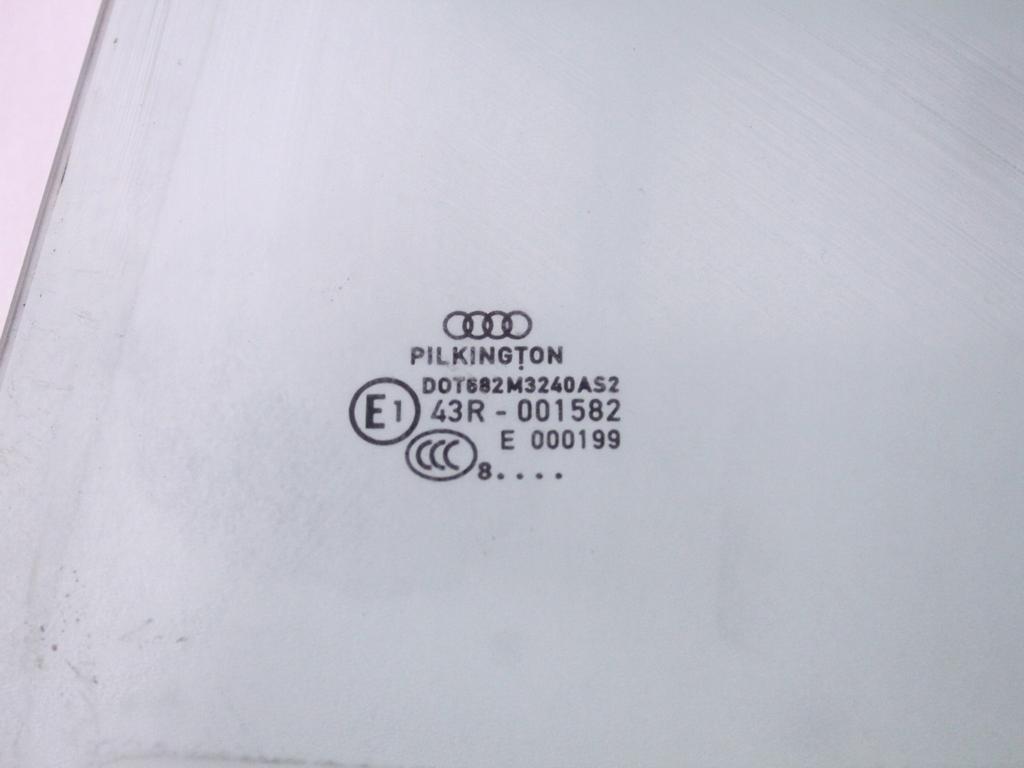 PILKINGTON
DOT682M3240AS2
E1 43R - 001582
E 000199
CCC 8....